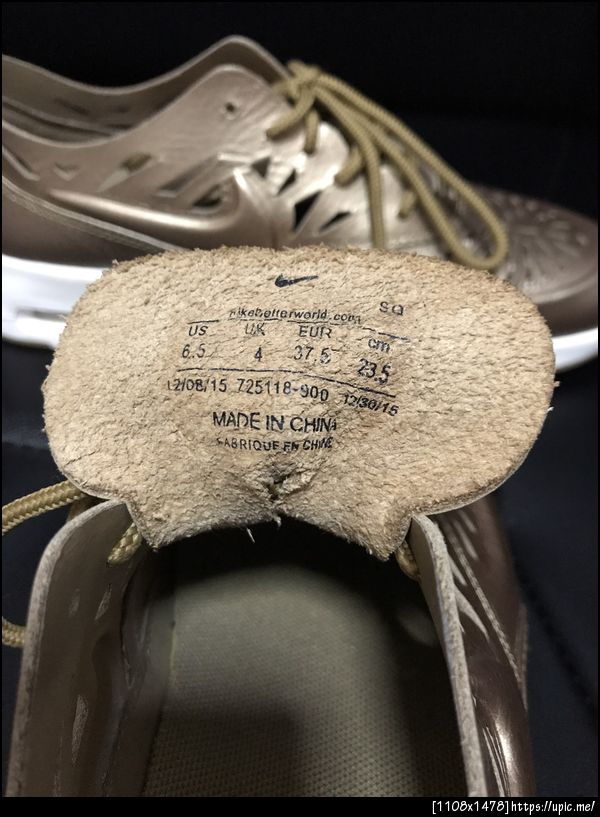 nikebetterworld.com SQ
US UK EUR cm
6.5 4 37.5 23.5
12/08/15 725118-900 12/30/15
MADE IN CHINA
FABRIQUE EN CHINE
[1108x1478]https://upic.me/